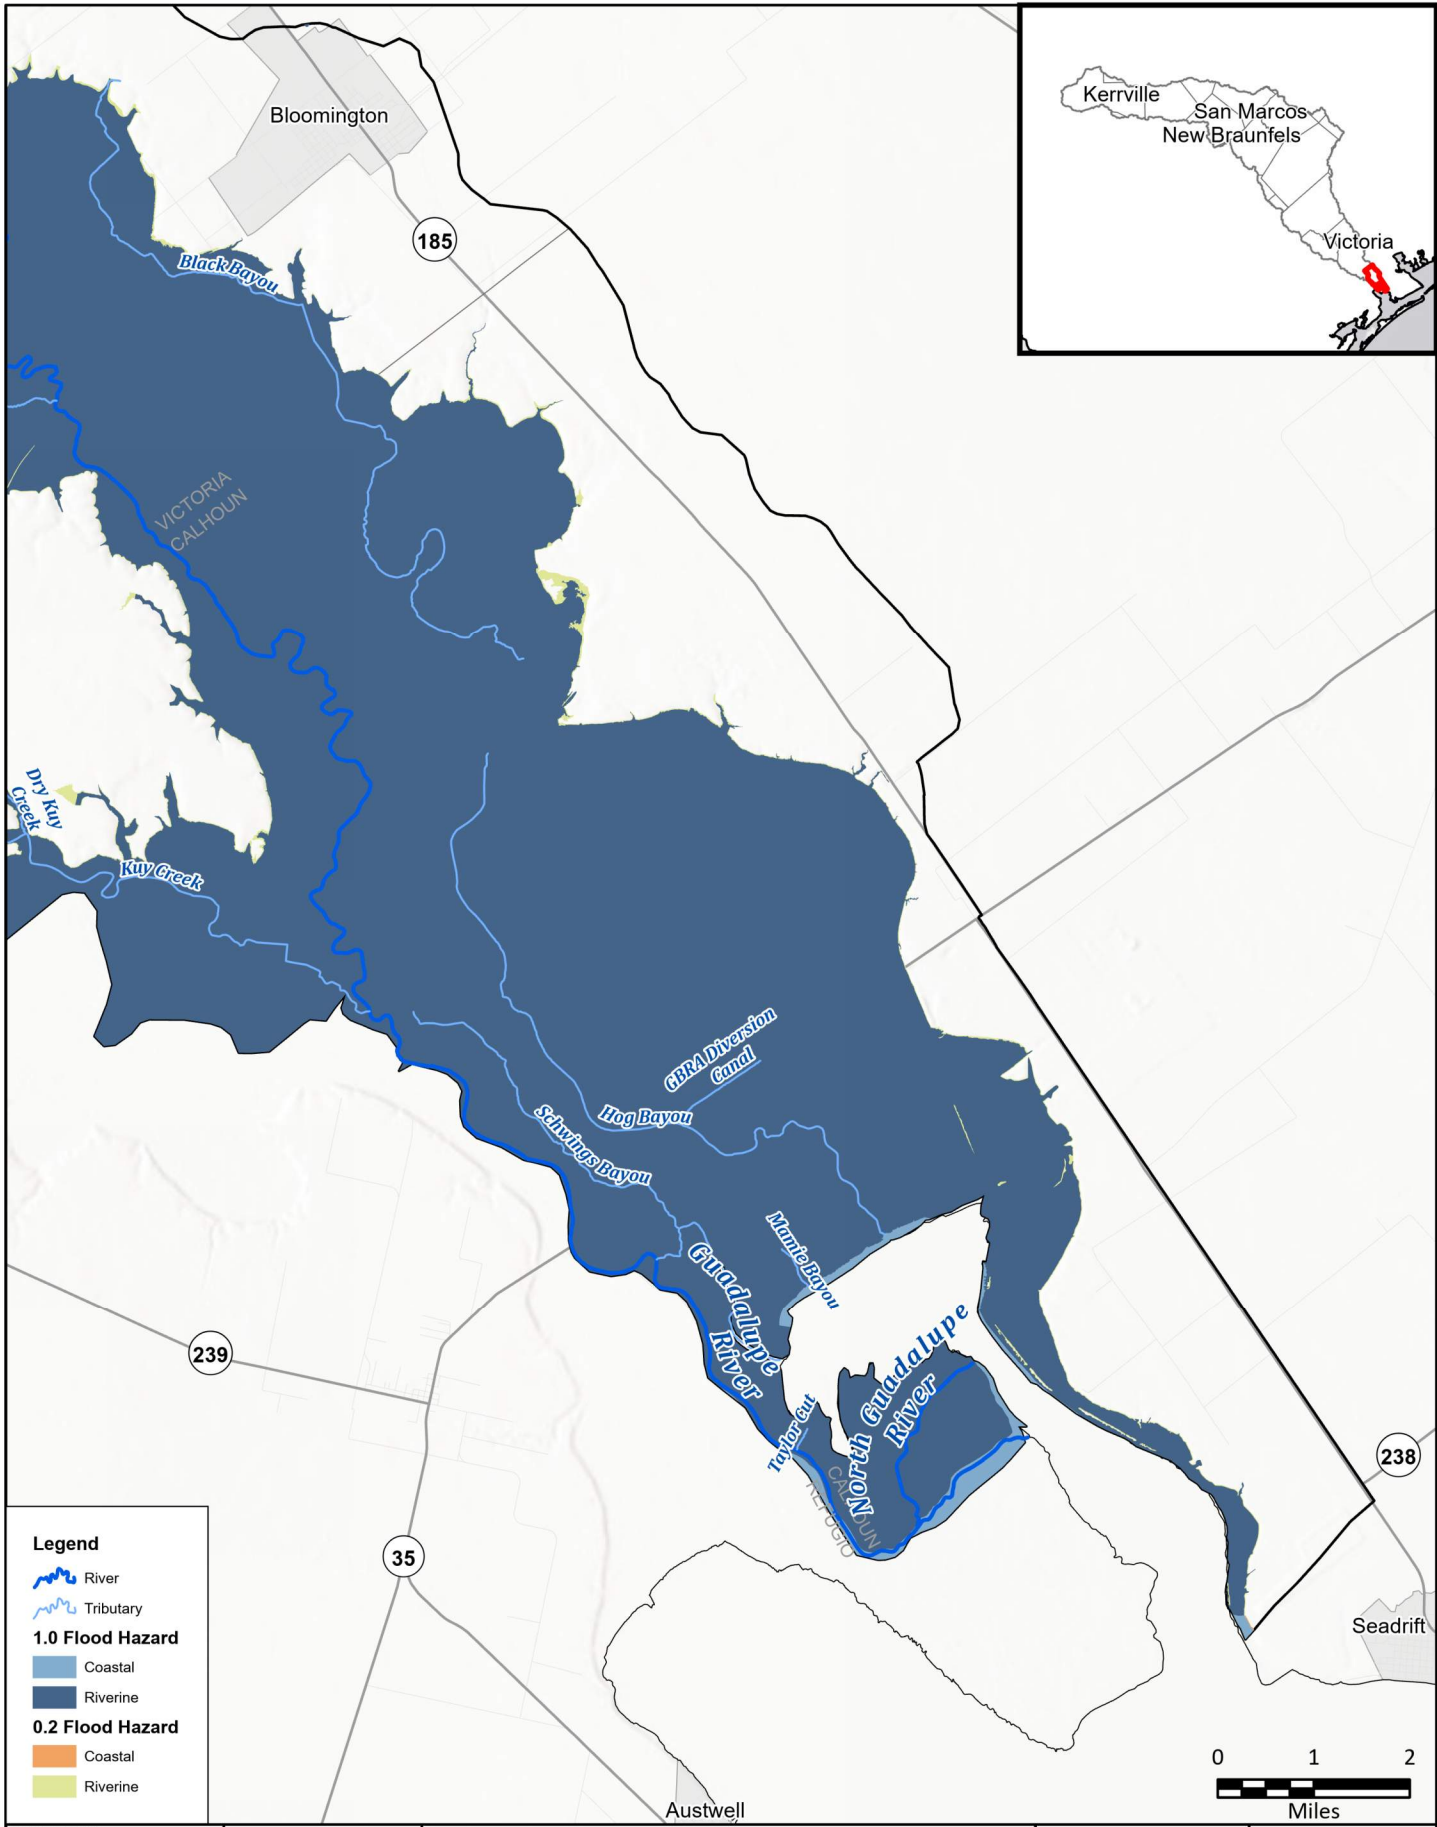 Bloomington
Kerrville
San Marcos
New Braunfels
Victoria
185
Black Bayou
VICTORIA
CALHOUN
Dry Kuy
Creek
Kuy Creek
GBRA Diversion
Canal
Hog Bayou
Schwings Bayou
Mamie Bayou
Guadalupe
River
North Guadalupe
River
Taylor Cut
CALHOUN
REFUGIO
239
238
35
Seadrift
Austwell
Legend
River
Tributary
1.0 Flood Hazard
Coastal
Riverine
0.2 Flood Hazard
Coastal
Riverine
0 1 2
Miles